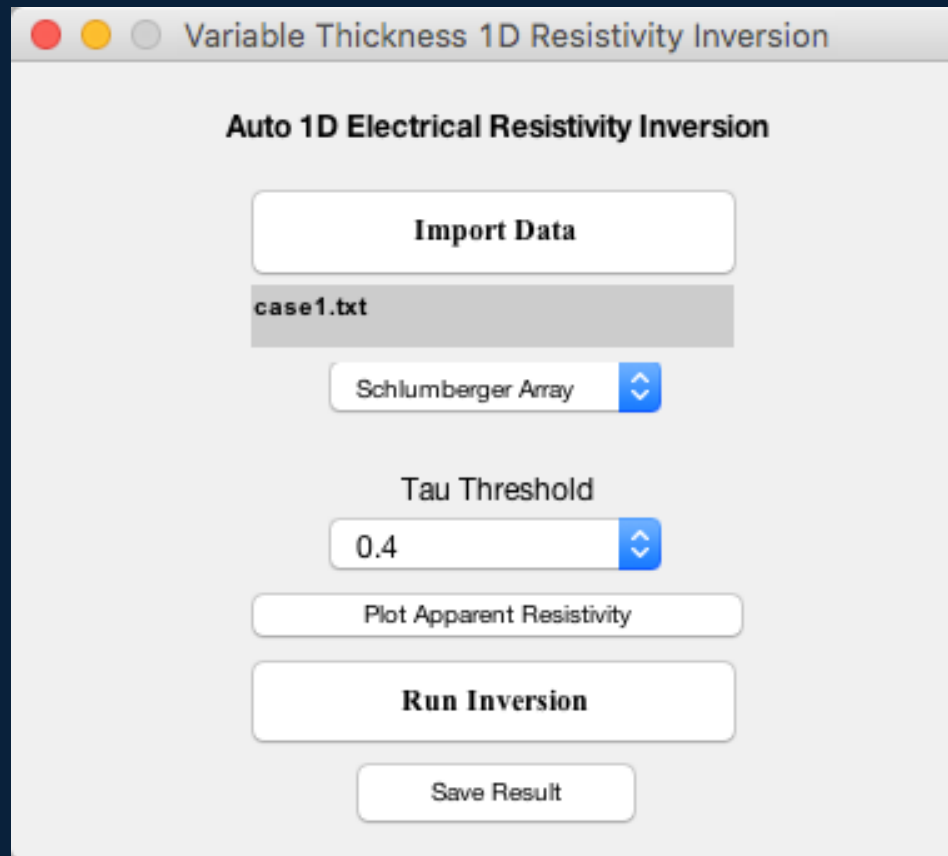 Variable Thickness 1D Resistivity Inversion
Auto 1D Electrical Resistivity Inversion
Import Data
case1.txt
Schlumberger Array
Tau Threshold
0.4
Plot Apparent Resistivity
Run Inversion
Save Result